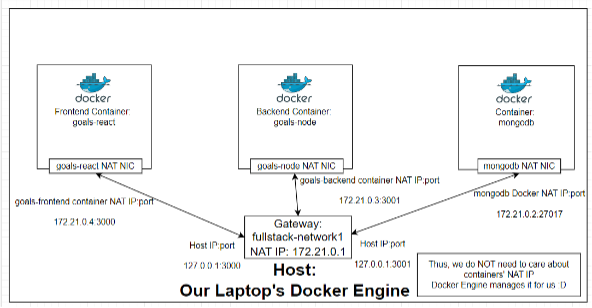 docker
Frontend Container:
goals-react
goals-react NAT NIC
docker
Backend Container:
goals-node
goals-node NAT NIC
docker
Container:
mongodb
mongodb NAT NIC
goals-frontend container NAT IP:port
172.21.0.4:3000
goals-backend container NAT IP:port
172.21.0.3:3001
mongodb Docker NAT IP:port
172.21.0.2:27017
Gateway:
fullstack-network1
NAT IP: 172.21.0.1
Host IP:port
127.0.0.1:3000
Host IP:port
127.0.0.1:3001
Host:
Our Laptop's Docker Engine
Thus, we do NOT need to care about
containers' NAT IP
Docker Engine manages it for us :D